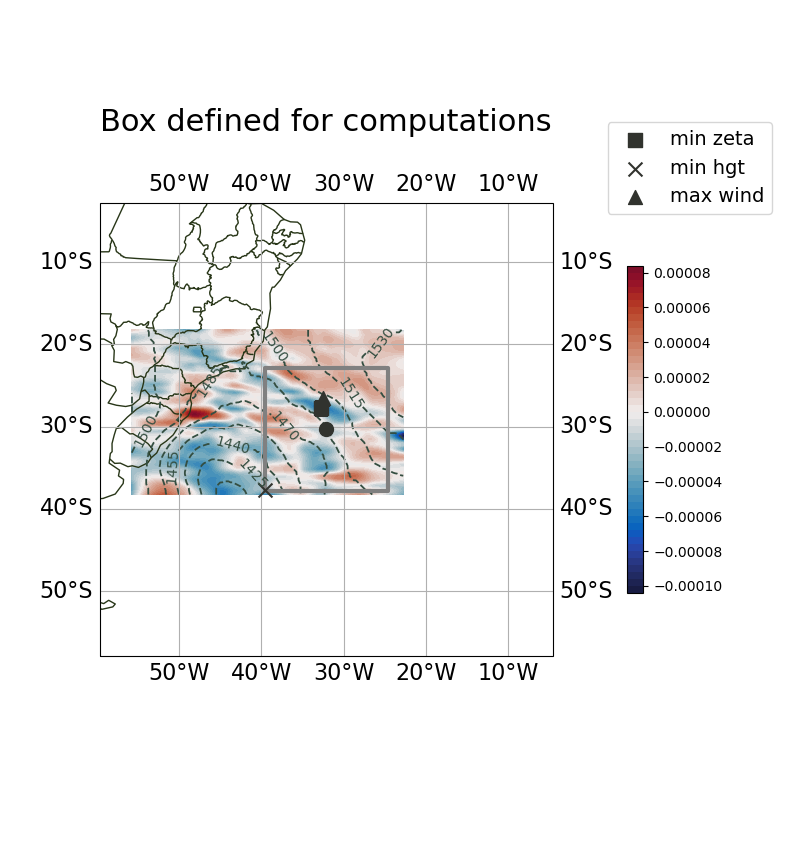 Box defined for computations
min zeta
min hgt
max wind
50°W 40°W 30°W 20°W 10°W
10°S 10°S
20°S 20°S
30°S 30°S
40°S 40°S
50°S 50°S
50°W 40°W 30°W 20°W 10°W
1500
1530
1515
1470
1500
1440
1455
1425
0.00008
0.00006
0.00004
0.00002
0.00000
−0.00002
−0.00004
−0.00006
−0.00008
−0.00010